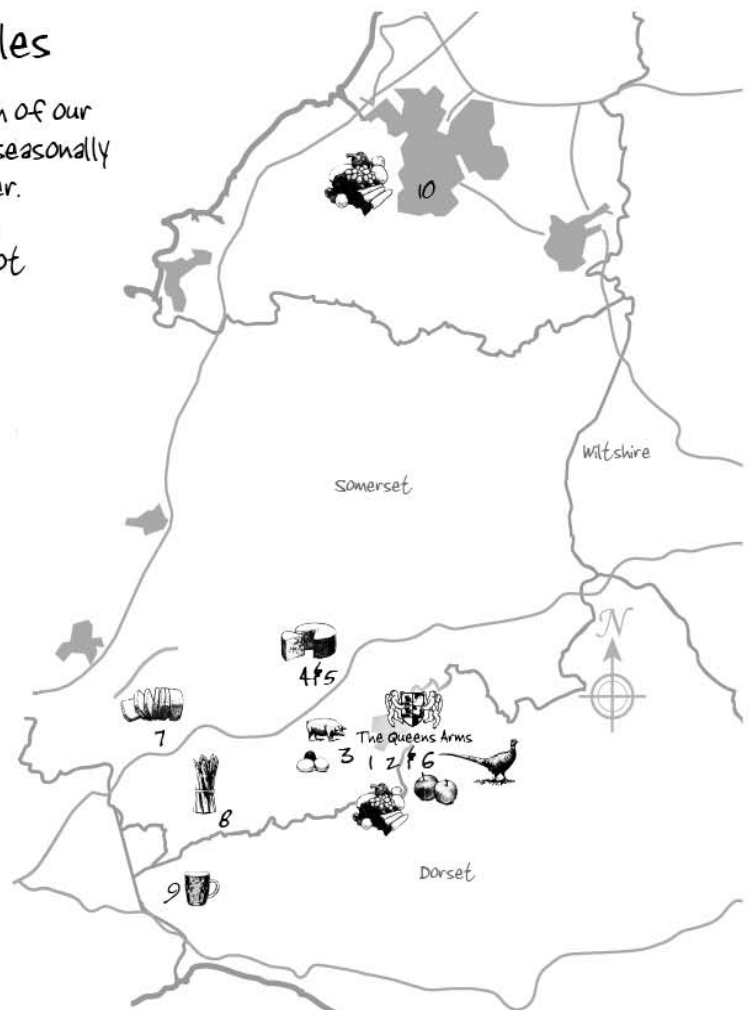 les
n of our
seasonally
er.
ot
10
Wiltshire
Somerset
N
4&5
7
The Queens Arms
3 1 2 & 6
8
Dorset
9